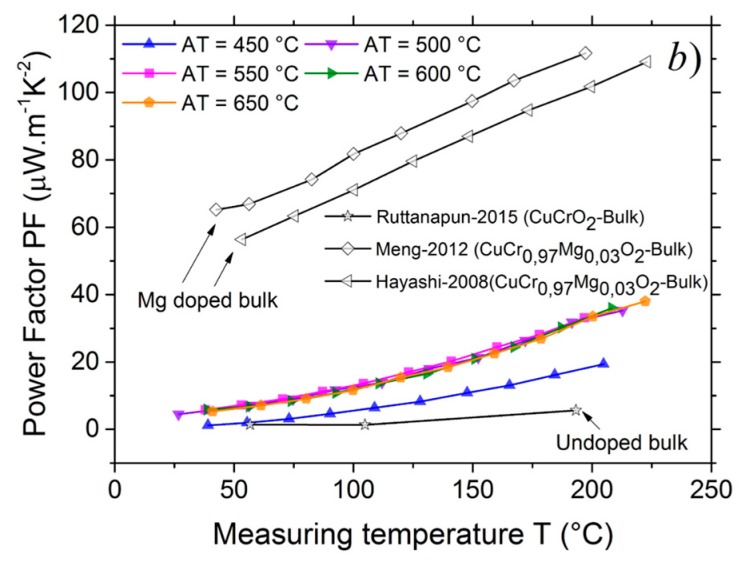 120
100
80
60
40
20
0
Power Factor PF (μW.m⁻¹K⁻²)
AT = 450 °C AT = 500 °C
AT = 550 °C AT = 600 °C
AT = 650 °C
b)
Ruttanapun-2015 (CuCrO₂-Bulk)
Meng-2012 (CuCr₀,₉₇Mg₀,₀₃O₂-Bulk)
Hayashi-2008(CuCr₀,₉₇Mg₀,₀₃O₂-Bulk)
Mg doped bulk
Undoped bulk
0 50 100 150 200 250
Measuring temperature T (°C)